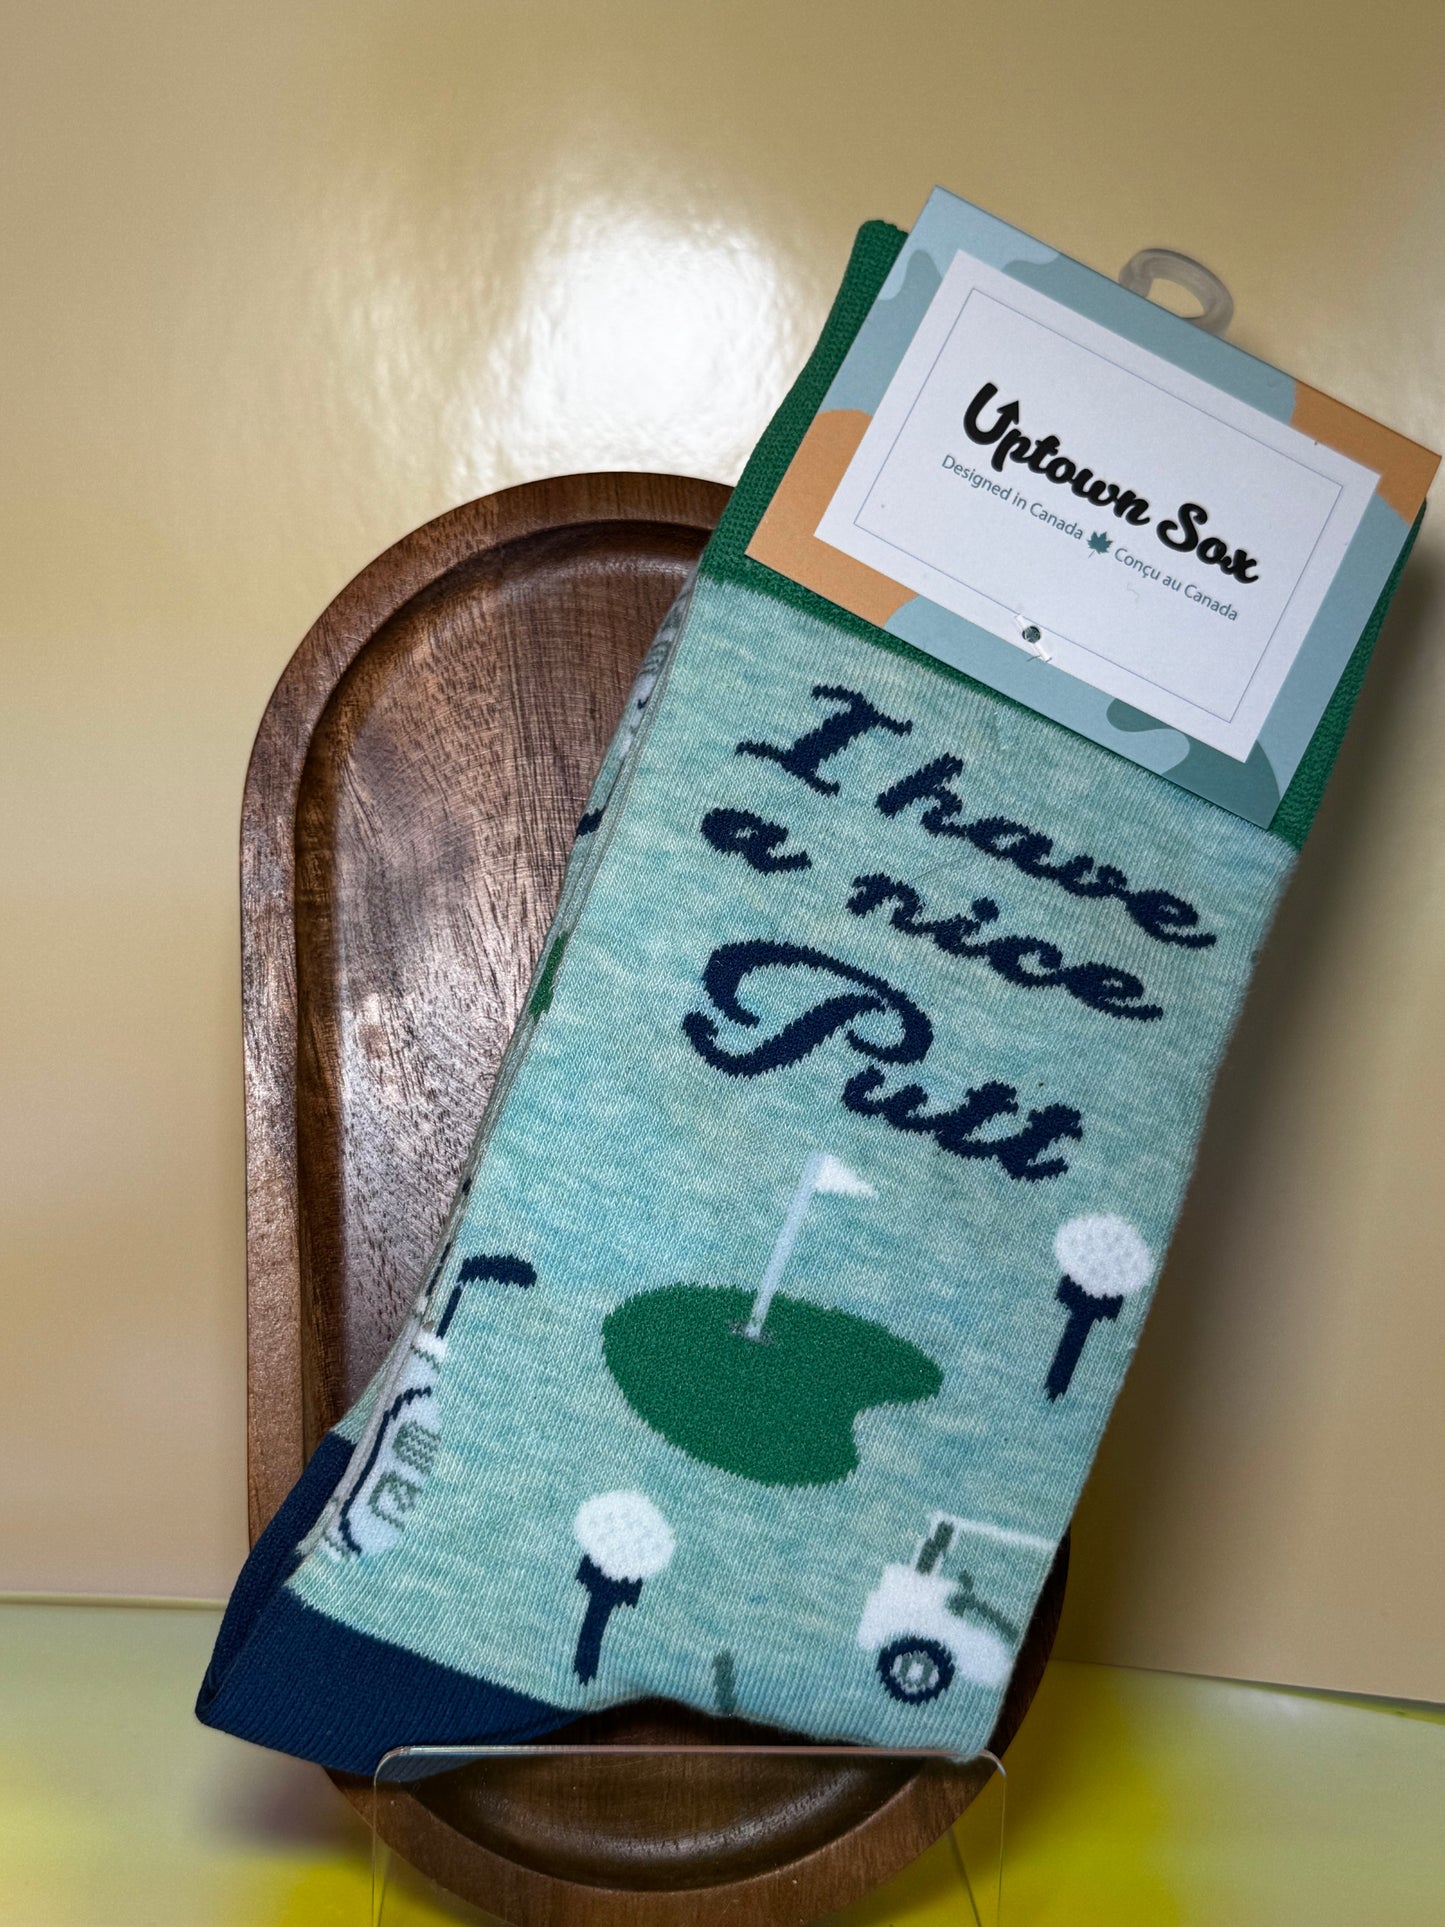 Uptown Sox
Designed in Canada Conçu au Canada
I have
a nice
Putt